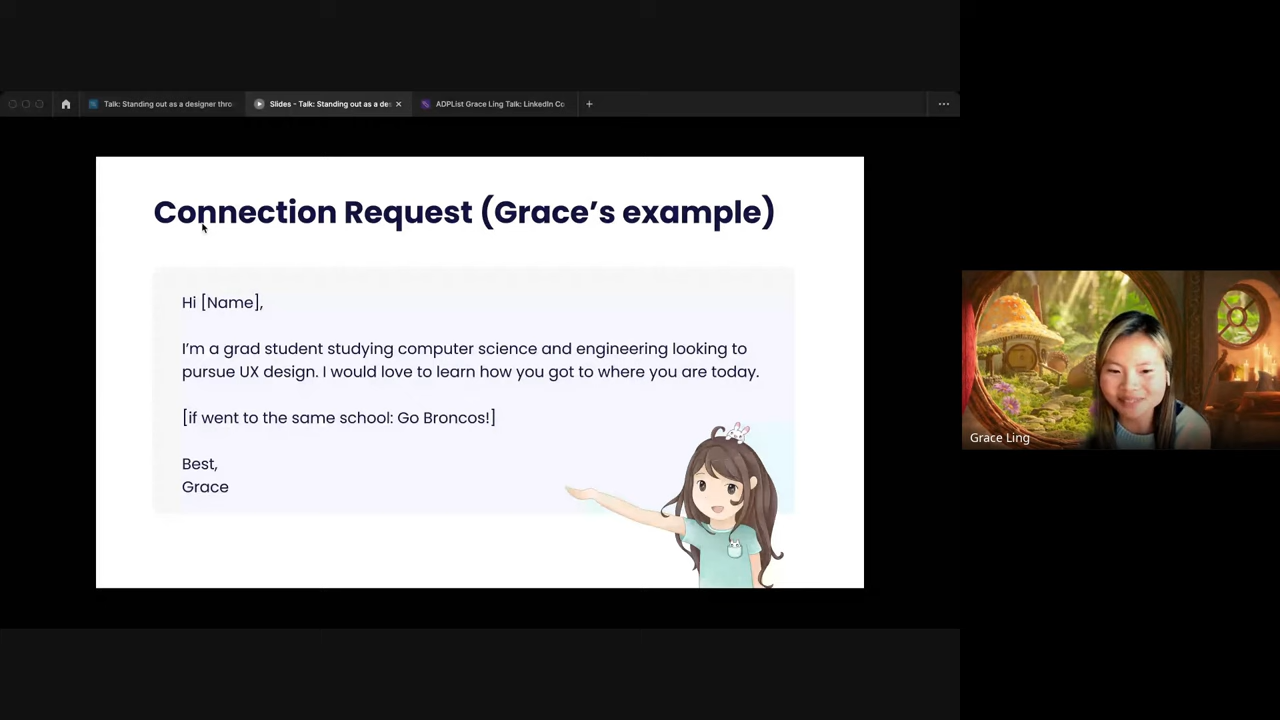 Talk: Standing out as a designer thro
Slides - Talk: Standing out as a des
ADPList Grace Ling Talk: LinkedIn Co
Connection Request (Grace's example)
Hi [Name],
I'm a grad student studying computer science and engineering looking to
pursue UX design. I would love to learn how you got to where you are today.
[if went to the same school: Go Broncos!]
Best,
Grace
Grace Ling